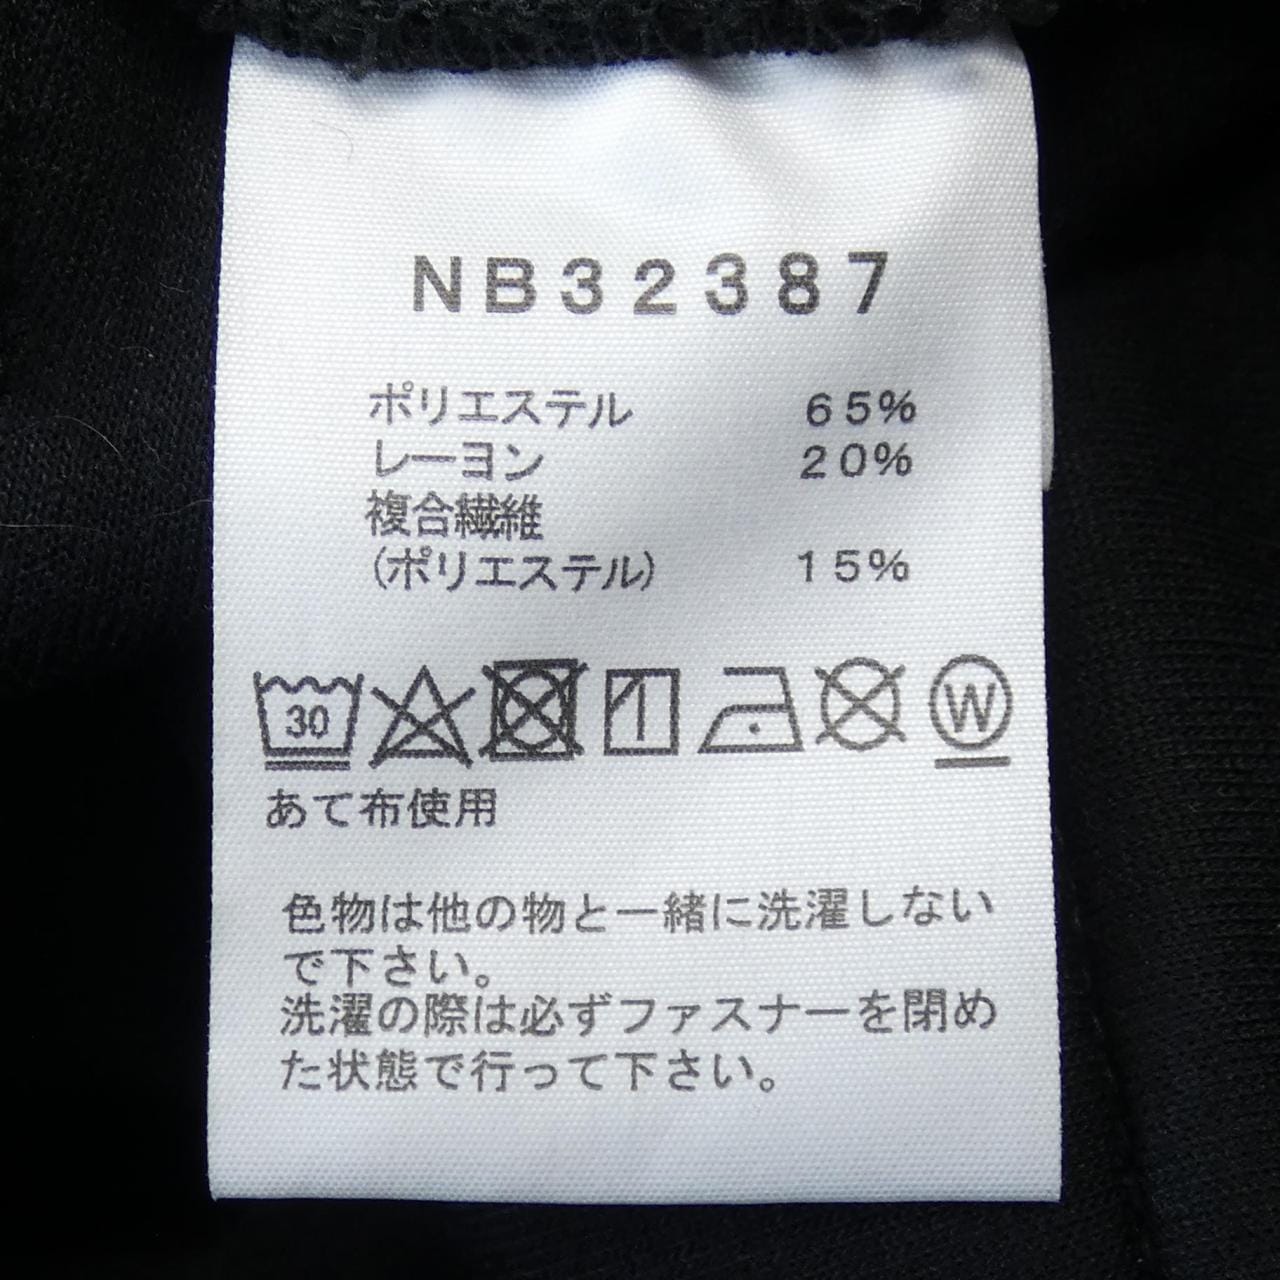 NB32387
ポリエステル 65%
レーヨン 20%
複合繊維
(ポリエステル) 15%
30 W
あて布使用
色物は他の物と一緒に洗濯しない
で下さい。
洗濯の際は必ずファスナーを閉め
た状態で行って下さい。